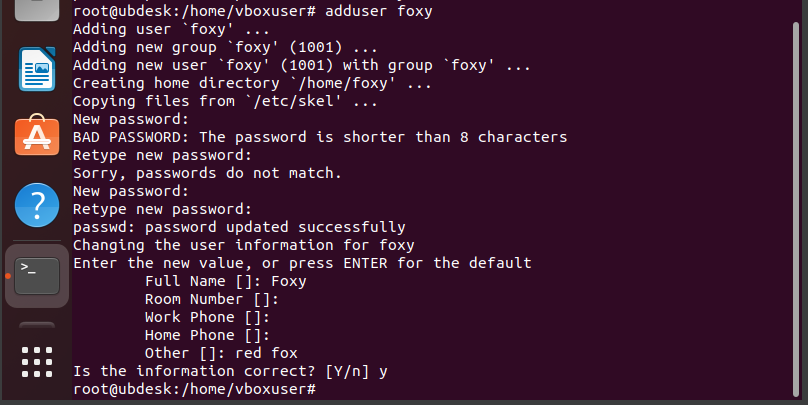 root@ubdesk:/home/vboxuser# adduser foxy
Adding user `foxy' ...
Adding new group `foxy' (1001) ...
Adding new user `foxy' (1001) with group `foxy' ...
Creating home directory `/home/foxy' ...
Copying files from `/etc/skel' ...
New password:
BAD PASSWORD: The password is shorter than 8 characters
Retype new password:
Sorry, passwords do not match.
New password:
Retype new password:
passwd: password updated successfully
Changing the user information for foxy
Enter the new value, or press ENTER for the default
        Full Name []: Foxy
        Room Number []:
        Work Phone []:
        Home Phone []:
        Other []: red fox
Is the information correct? [Y/n] y
root@ubdesk:/home/vboxuser#